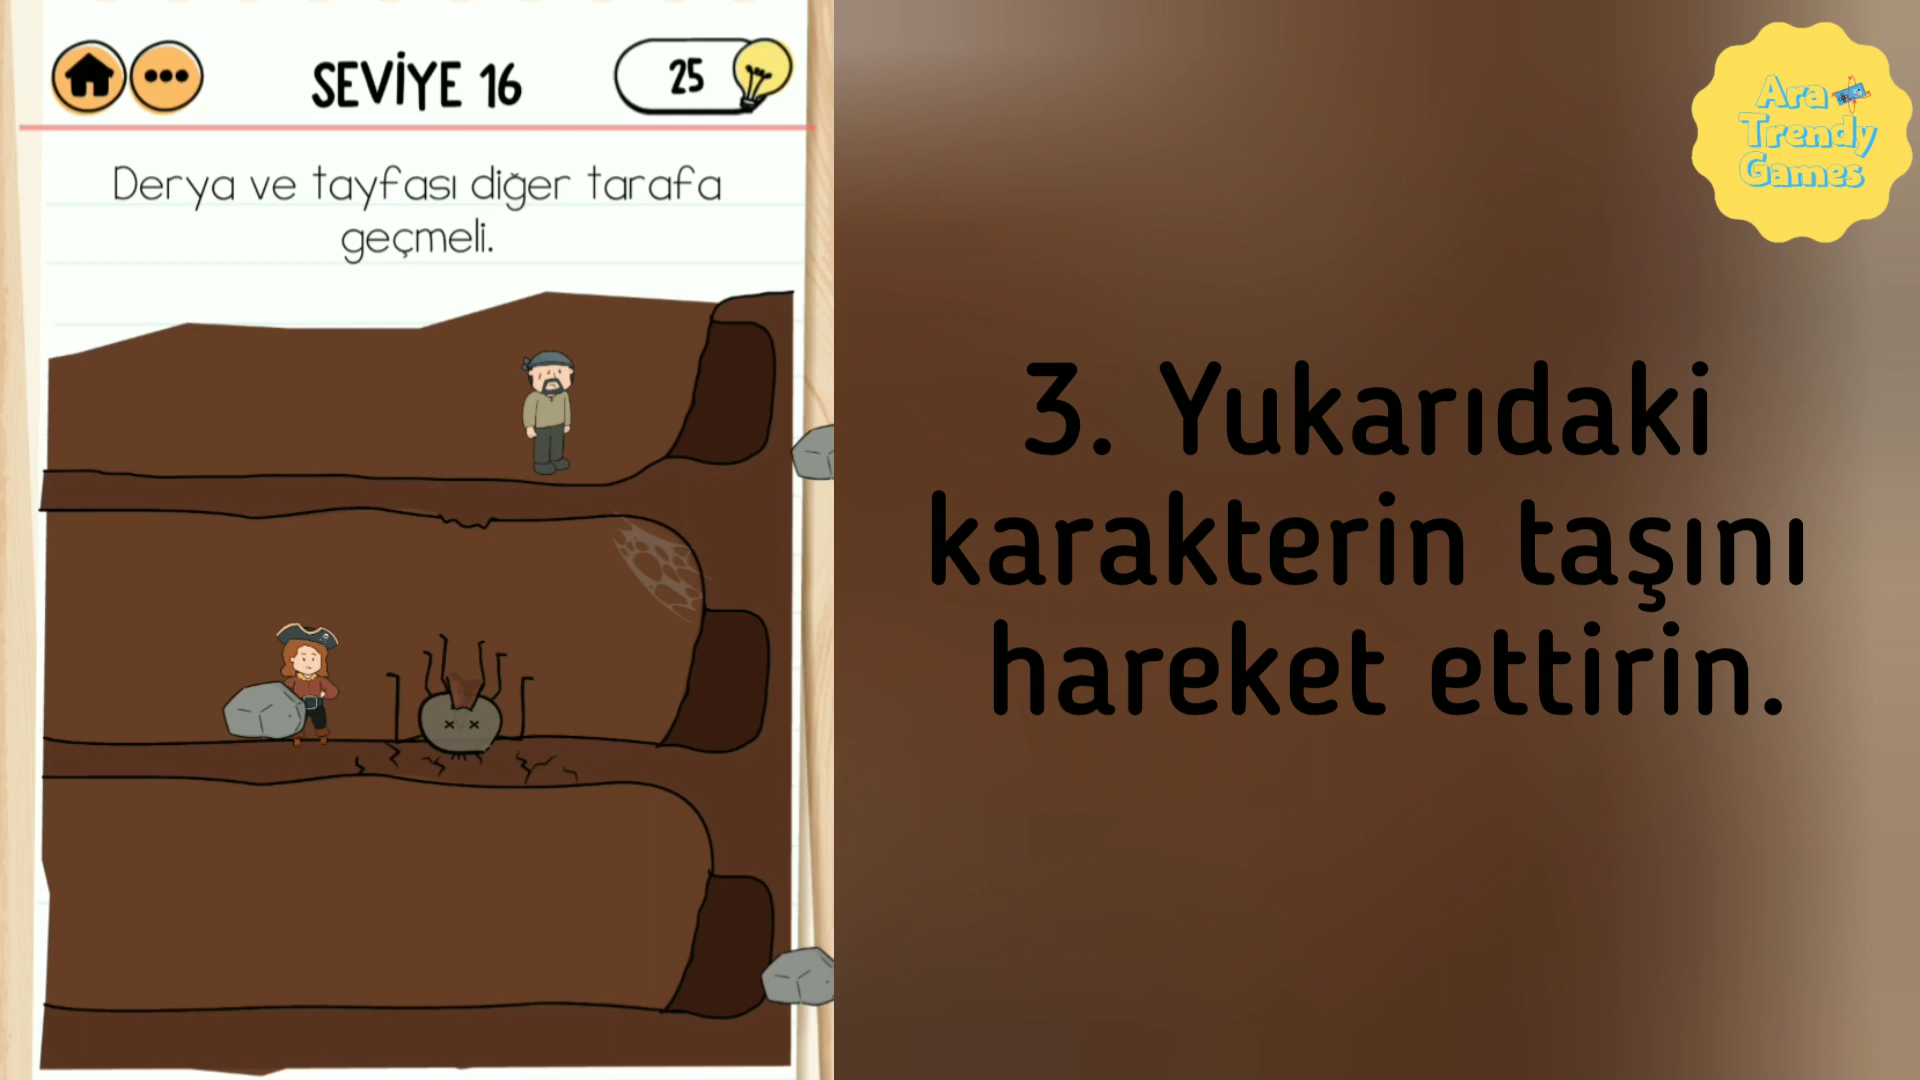 SEVİYE 16
25
Derya ve tayfası diğer tarafa
geçmeli.
3. Yukarıdaki
karakterin taşını
hareket ettirin.
Ara
Trendy
Games